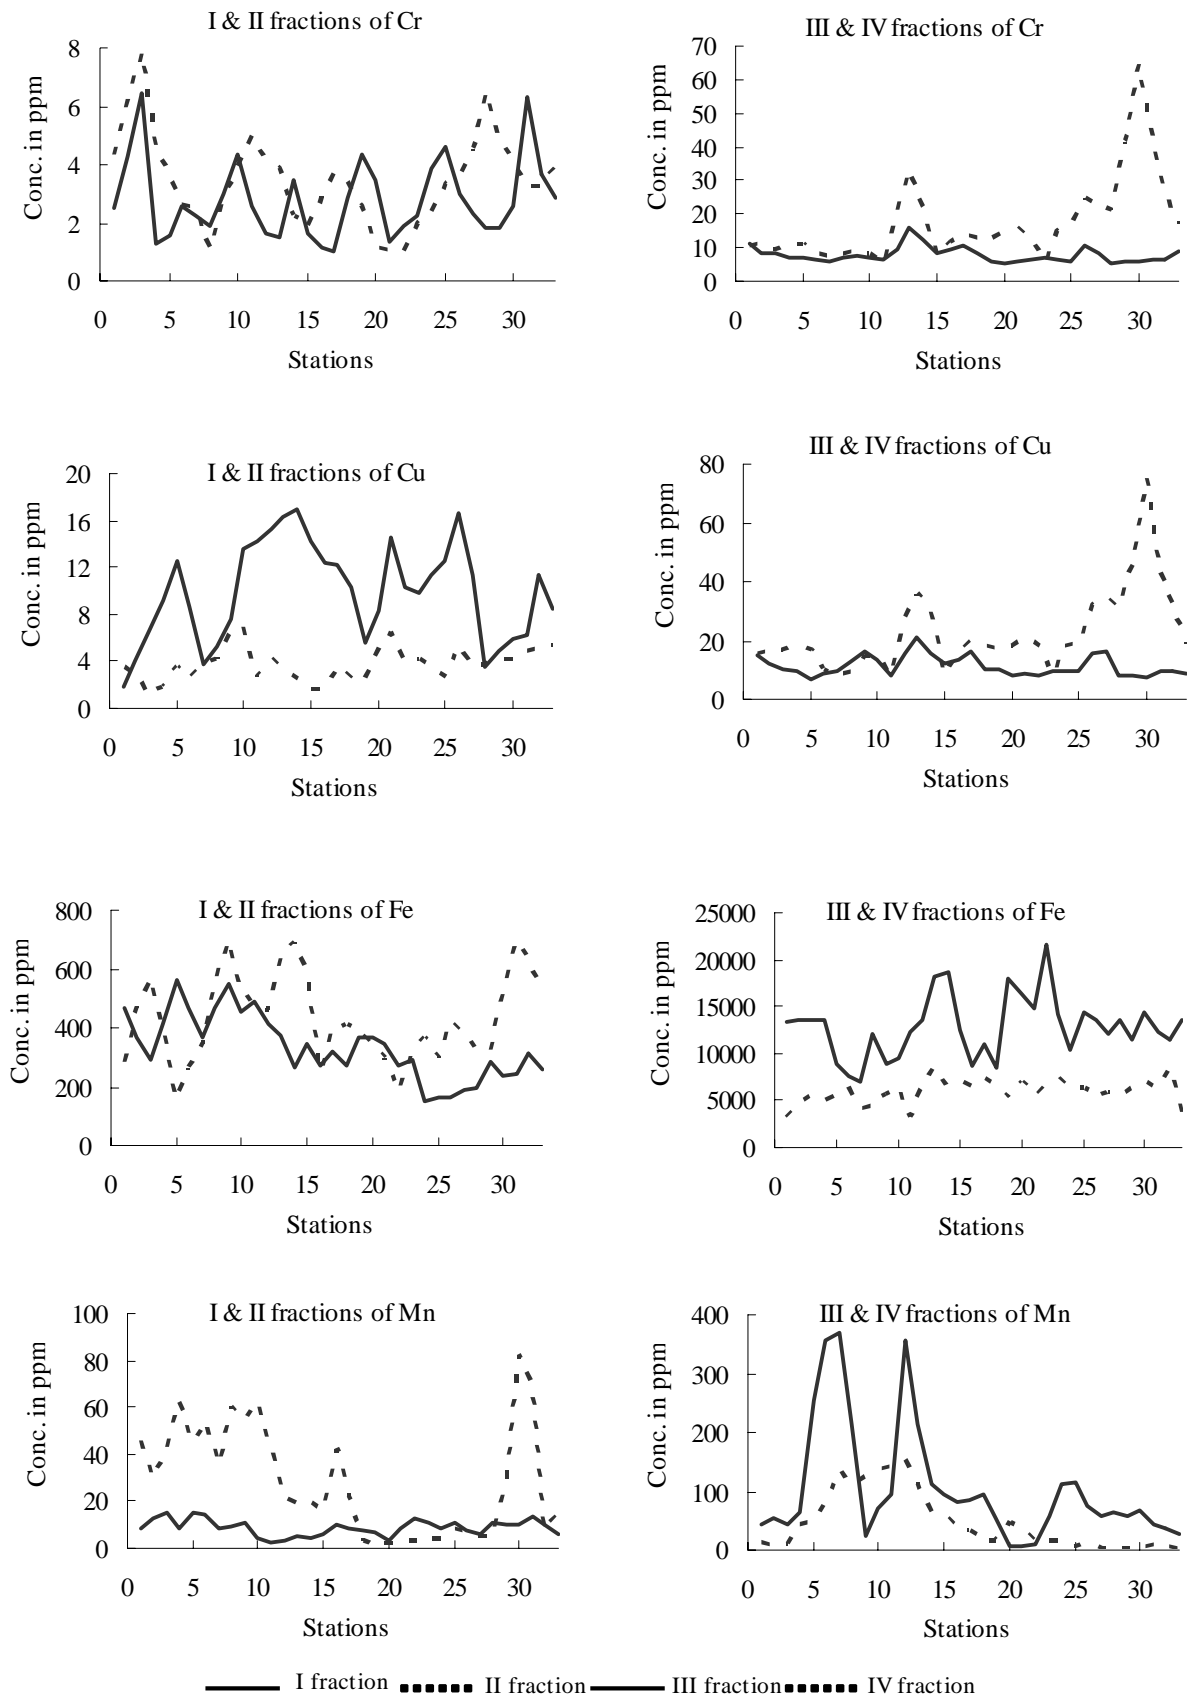 I & II fractions of Cr
8
6
4
2
0
Conc. in ppm
0 5 10 15 20 25 30
Stations
III & IV fractions of Cr
70
60
50
40
30
20
10
0
Conc. in ppm
0 5 10 15 20 25 30
Stations
I & II fractions of Cu
20
16
12
8
4
0
Conc. in ppm
0 5 10 15 20 25 30
Stations
III & IV fractions of Cu
80
60
40
20
0
Conc. in ppm
0 5 10 15 20 25 30
Stations
I & II fractions of Fe
800
600
400
200
0
Conc. in ppm
0 5 10 15 20 25 30
Stations
III & IV fractions of Fe
25000
20000
15000
10000
5000
0
Conc. in ppm
0 5 10 15 20 25 30
Stations
I & II fractions of Mn
100
80
60
40
20
0
Conc. in ppm
0 5 10 15 20 25 30
Stations
III & IV fractions of Mn
400
300
200
100
0
Conc. in ppm
0 5 10 15 20 25 30
Stations
I fraction II fraction III fraction IV fraction